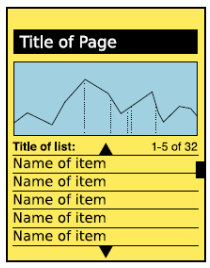 Title of Page
Title of list: 1-5 of 32
Name of item
Name of item
Name of item
Name of item
Name of item